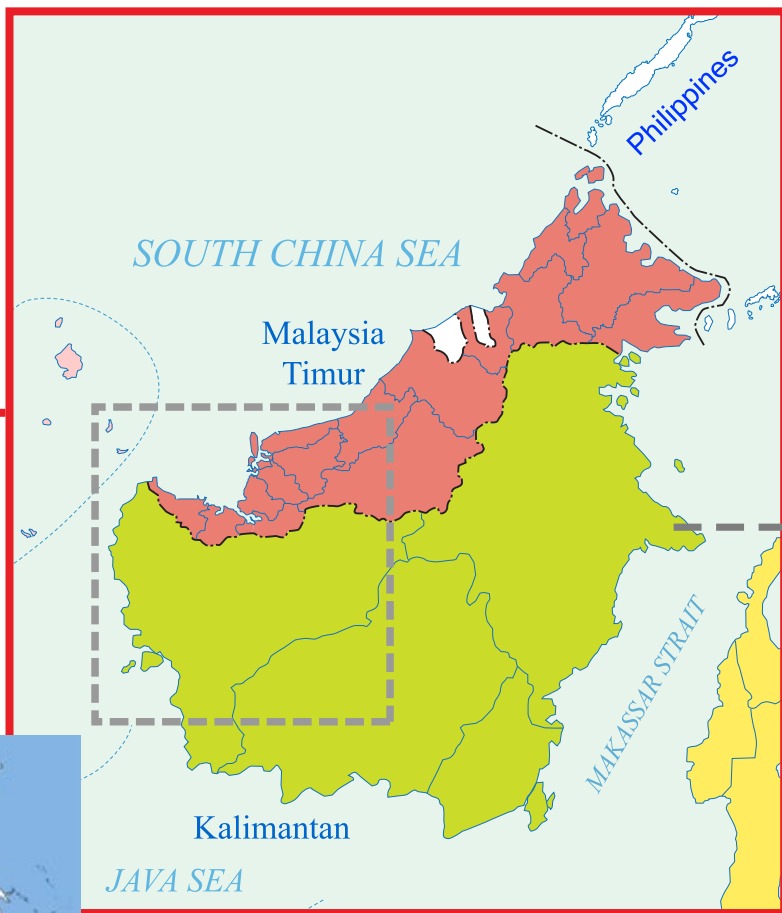 Philippines
SOUTH CHINA SEA
Malaysia
Timur
MAKASSAR STRAIT
Kalimantan
JAVA SEA